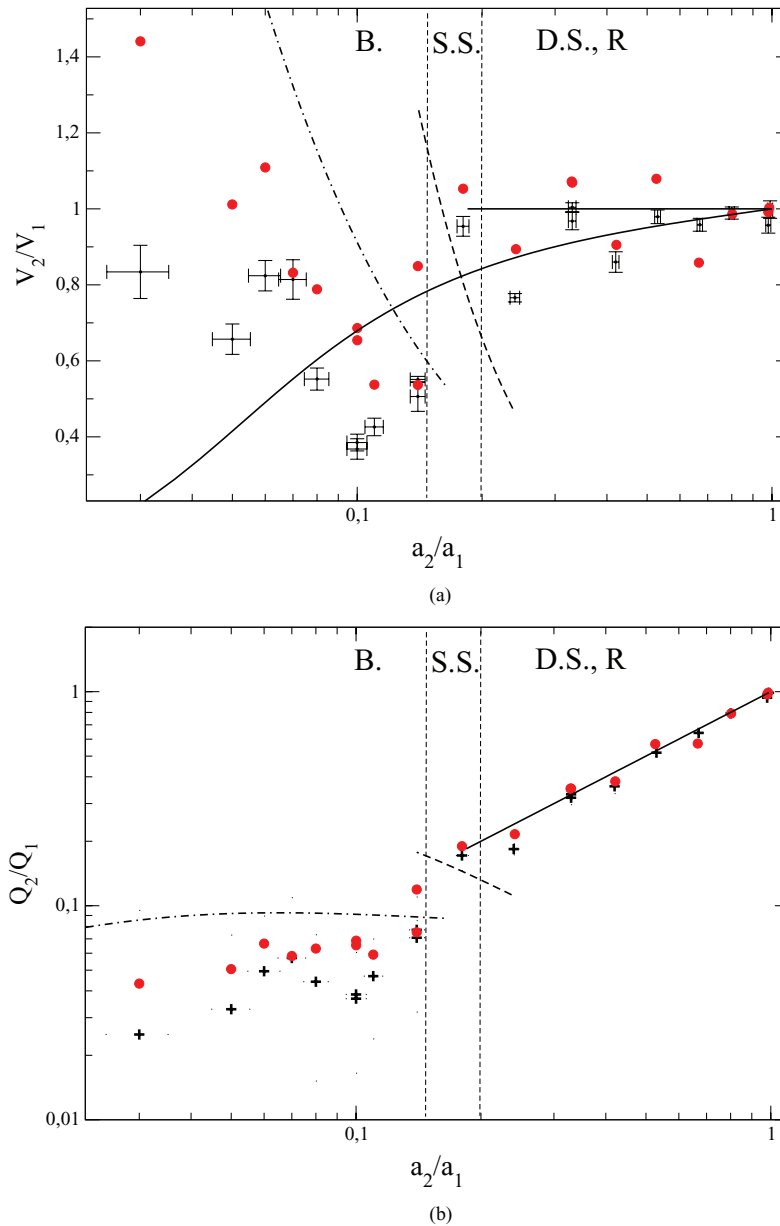 B. S.S. D.S., R
1,4
1,2
1
0,8
0,6
0,4
V2/V1
0,1 1
a2/a1
(a)
B. S.S. D.S., R
1
0,1
0,01
Q2/Q1
0,1 1
a2/a1
(b)